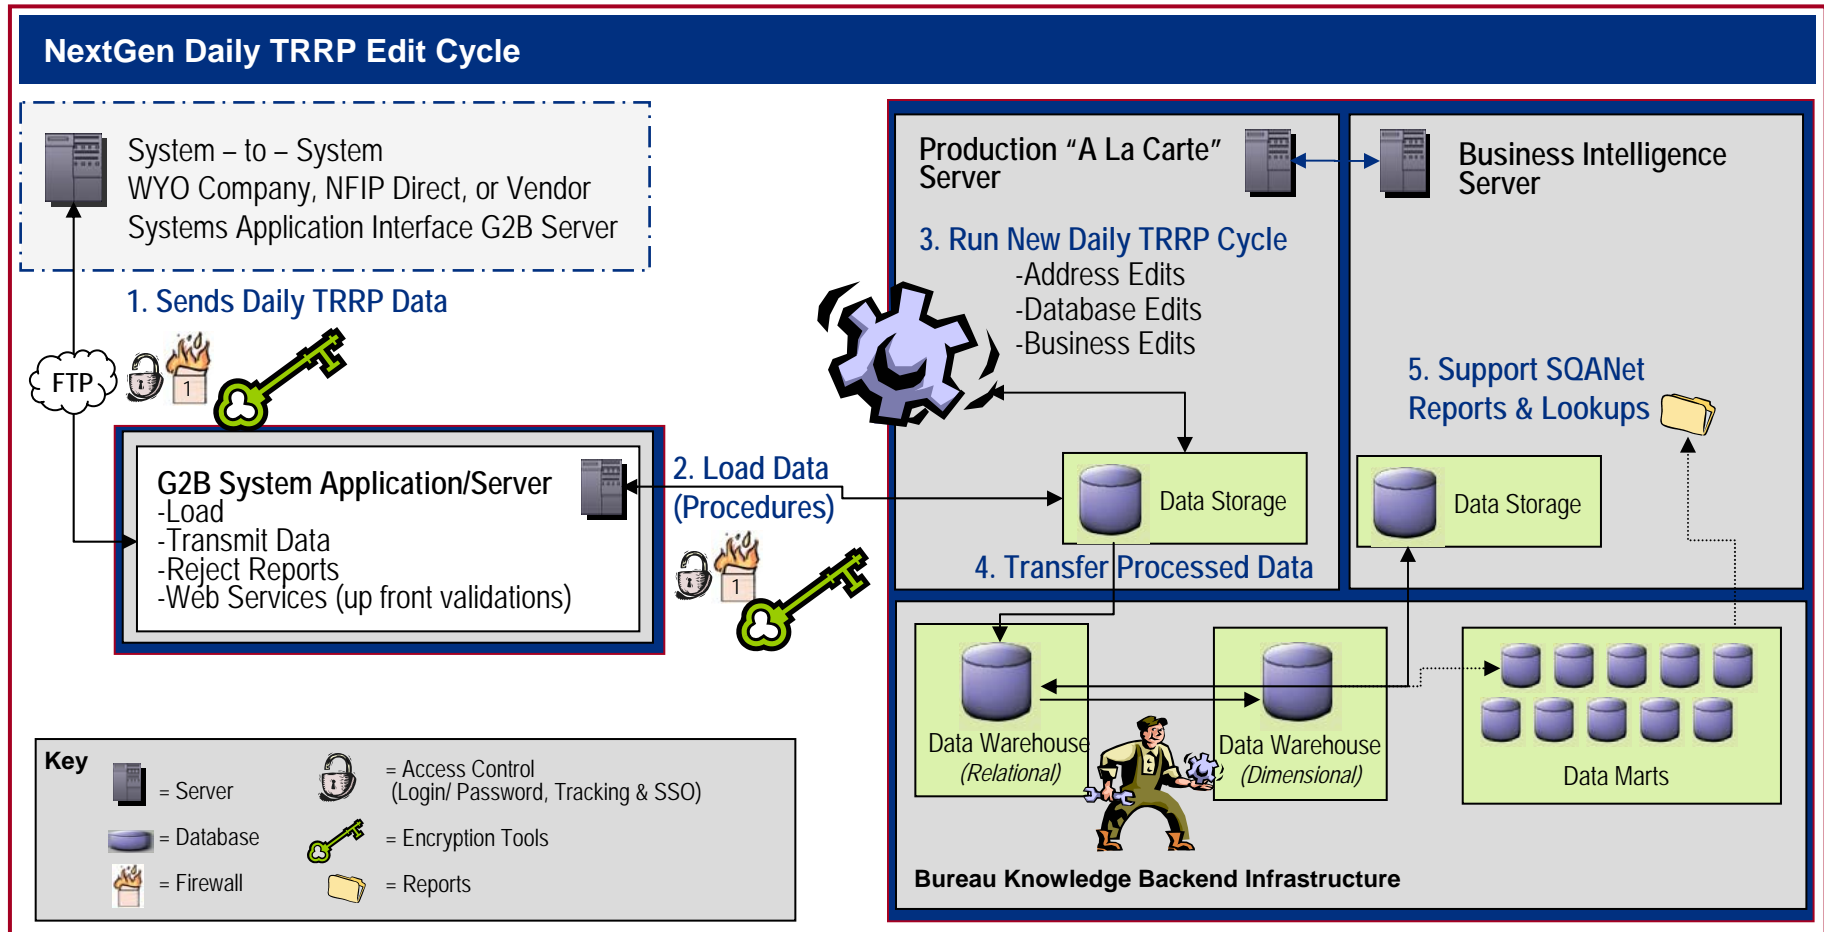 NextGen Daily TRRP Edit Cycle
System – to – System
WYO Company, NFIP Direct, or Vendor
Systems Application Interface G2B Server
1. Sends Daily TRRP Data
FTP
1
G2B System Application/Server
-Load
-Transmit Data
-Reject Reports
-Web Services (up front validations)
2. Load Data
(Procedures)
1
Production “A La Carte”
Server
3. Run New Daily TRRP Cycle
-Address Edits
-Database Edits
-Business Edits
Data Storage
4. Transfer Processed Data
Business Intelligence
Server
5. Support SQANet
Reports & Lookups
Data Storage
Data Warehouse
(Relational)
Data Warehouse
(Dimensional)
Data Marts
Bureau Knowledge Backend Infrastructure
Key
= Server
= Database
= Firewall
= Access Control
(Login/ Password, Tracking & SSO)
= Encryption Tools
= Reports